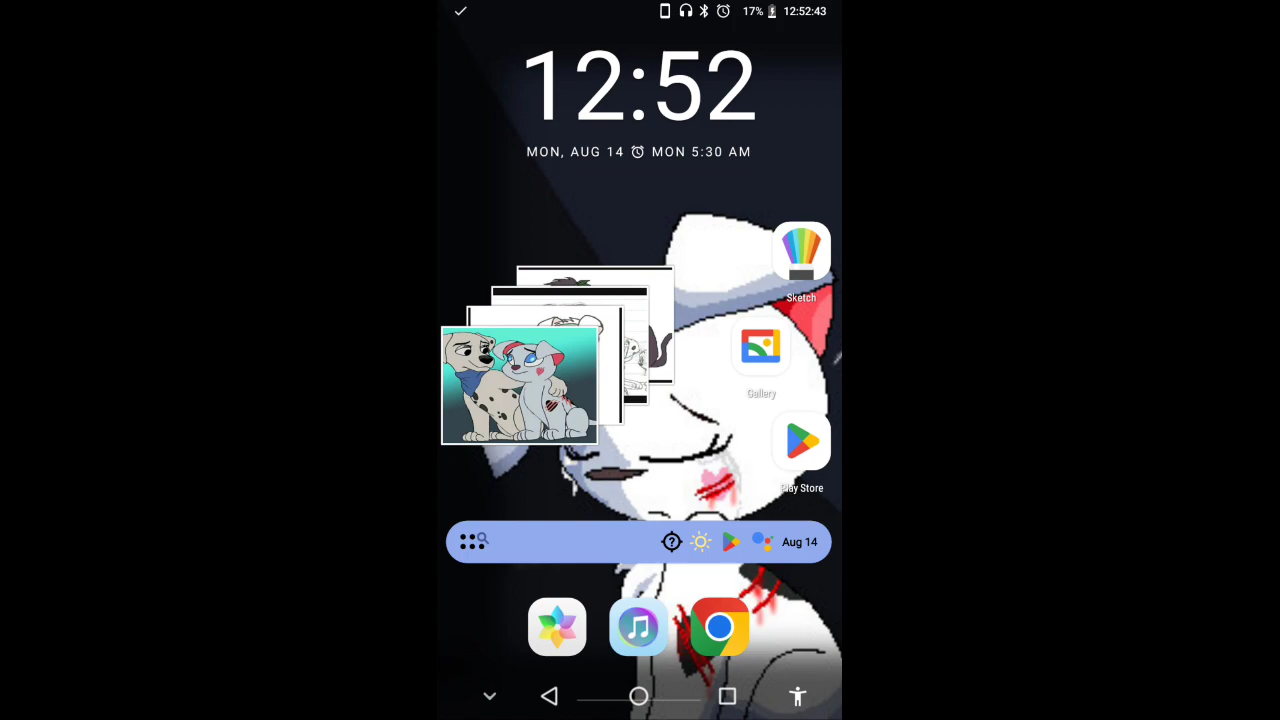 17% 12:52:43
12:52
MON, AUG 14 MON 5:30 AM
Sketch
Gallery
Play Store
Aug 14